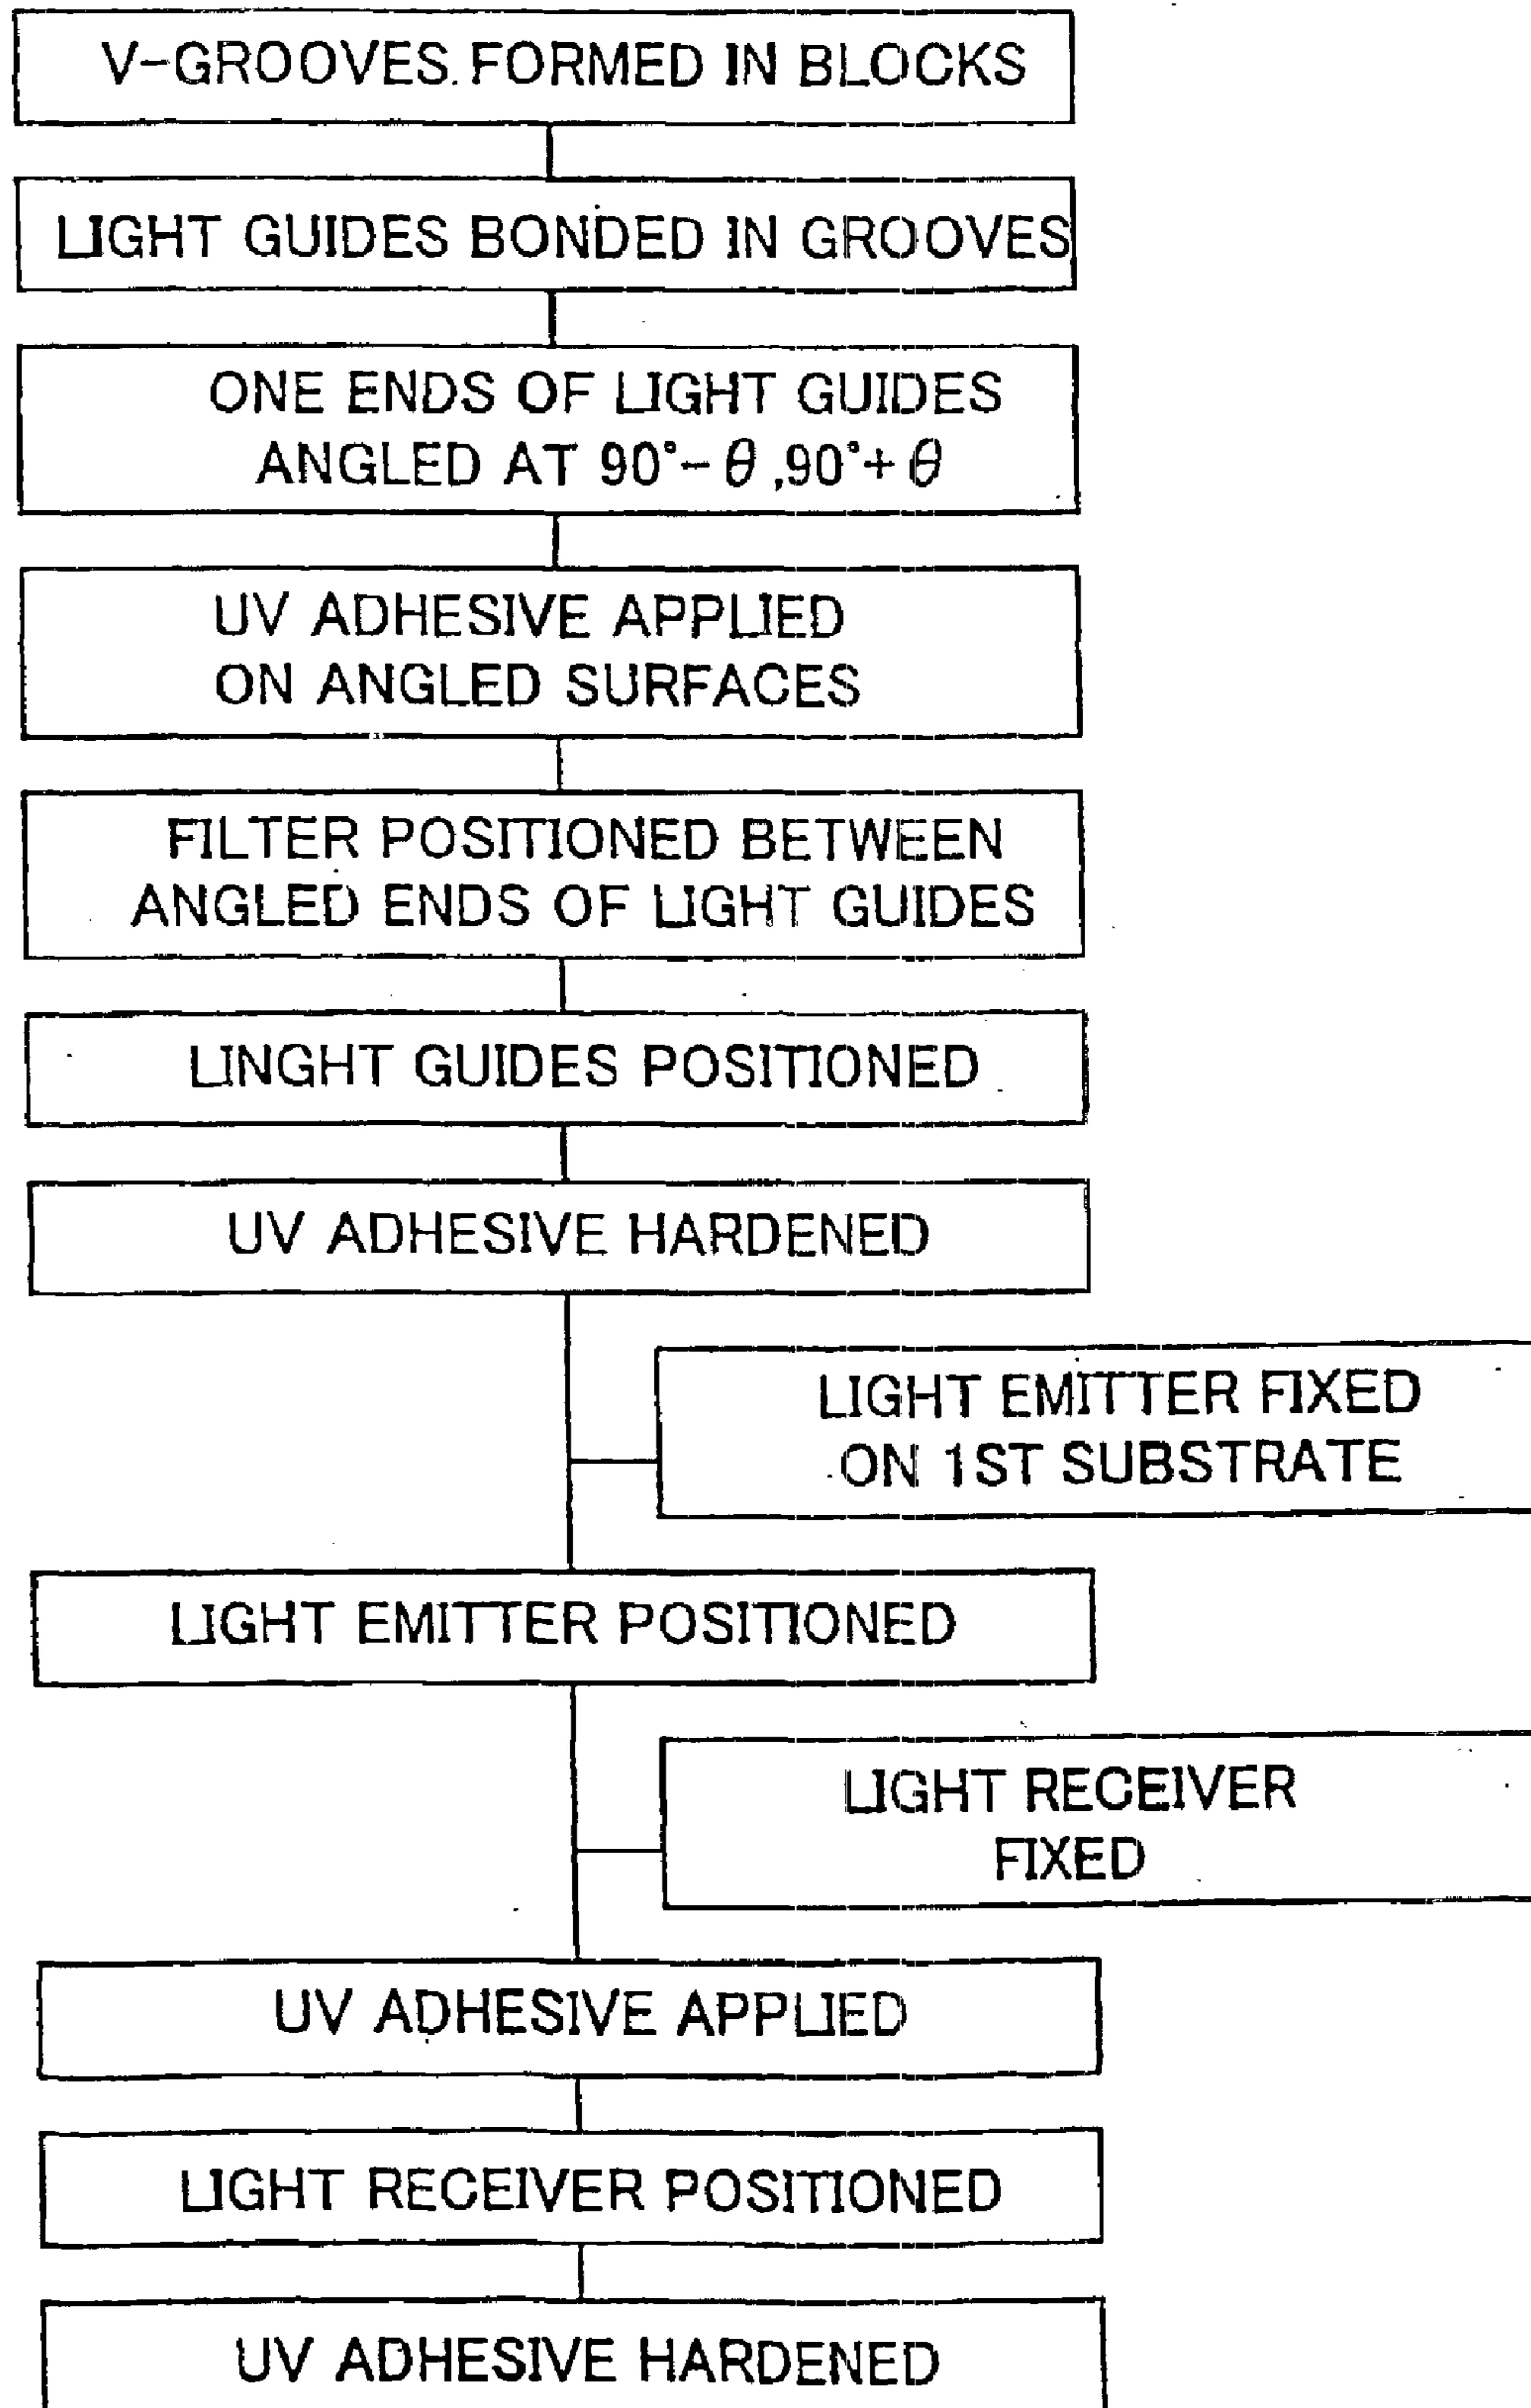 V-GROOVES. FORMED IN BLOCKS
LIGHT GUIDES BONDED IN GROOVES
ONE ENDS OF LIGHT GUIDES
ANGLED AT 90°- θ ,90°+ θ
UV ADHESIVE APPLIED
ON ANGLED SURFACES
FILTER POSITIONED BETWEEN
ANGLED ENDS OF LIGHT GUIDES
LINGHT GUIDES POSITIONED
UV ADHESIVE HARDENED
LIGHT EMITTER FIXED
ON 1ST SUBSTRATE
LIGHT EMITTER POSITIONED
LIGHT RECEIVER
FIXED
UV ADHESIVE APPLIED
LIGHT RECEIVER POSITIONED
UV ADHESIVE HARDENED